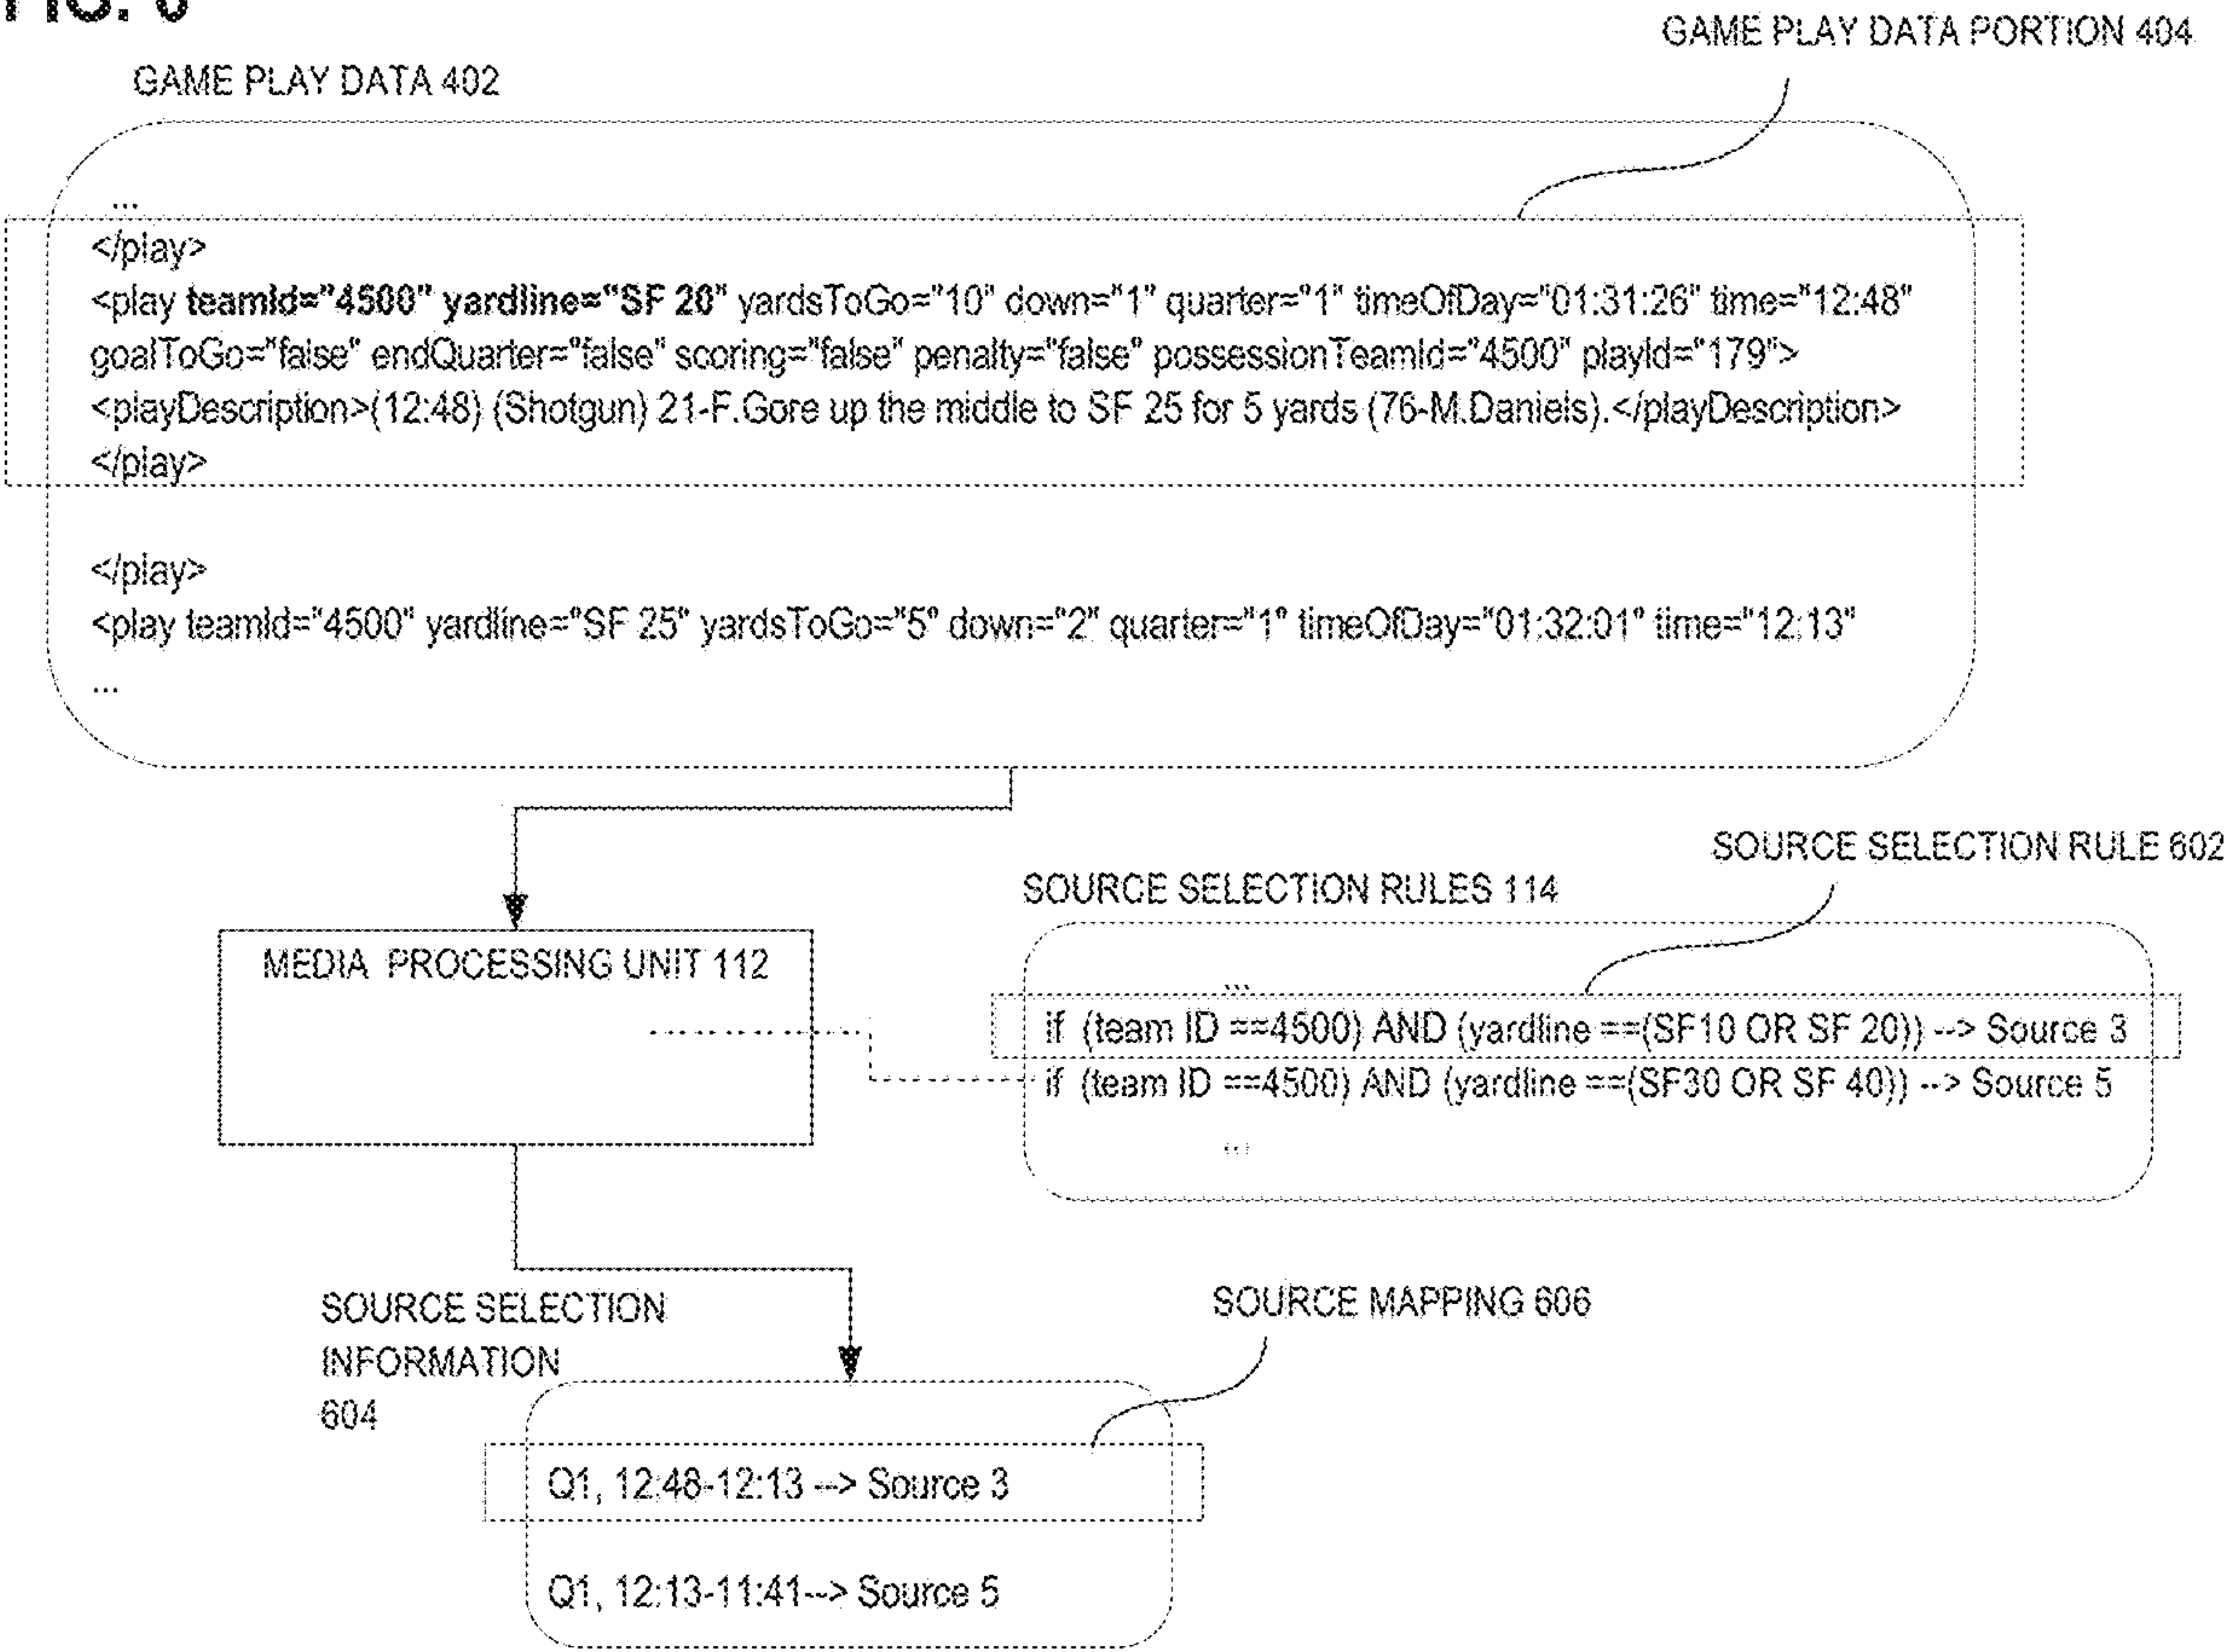 FIG. 6
GAME PLAY DATA PORTION 404
GAME PLAY DATA 402
...
</play>
<play teamId="4500" yardline="SF 20" yardsToGo="10" down="1" quarter="1" timeOfDay="01:31:26" time="12:48"
goalToGo="false" endQuarter="false" scoring="false" penalty="false" possessionTeamId="4500" playId="179">
<playDescription>(12:48) (Shotgun) 21-F.Gore up the middle to SF 25 for 5 yards (76-M.Daniels).</playDescription>
</play>
</play>
<play teamId="4500" yardline="SF 25" yardsToGo="5" down="2" quarter="1" timeOfDay="01:32:01" time="12:13"
...
SOURCE SELECTION RULE 602
SOURCE SELECTION RULES 114
MEDIA PROCESSING UNIT 112
...
if (team ID ==4500) AND (yardline ==(SF10 OR SF 20)) --> Source 3
if (team ID ==4500) AND (yardline ==(SF30 OR SF 40)) --> Source 5
...
SOURCE SELECTION
INFORMATION
604
SOURCE MAPPING 606
Q1, 12:48-12:13 --> Source 3
Q1, 12:13-11:41--> Source 5